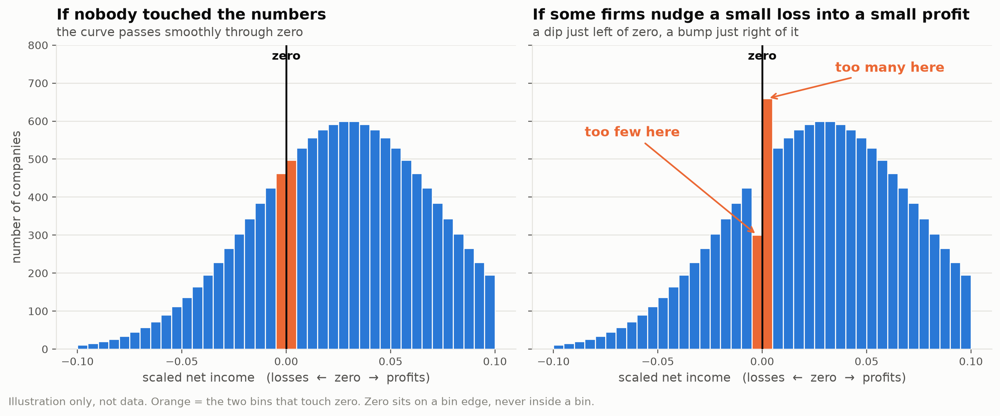 If nobody touched the numbers
the curve passes smoothly through zero
If some firms nudge a small loss into a small profit
a dip just left of zero, a bump just right of it
800
700
600
500
400
300
200
100
0
number of companies
zero
zero
too many here
too few here
−0.10
−0.05
0.00
0.05
0.10
−0.10
−0.05
0.00
0.05
0.10
scaled net income (losses ← zero → profits)
scaled net income (losses ← zero → profits)
Illustration only, not data. Orange = the two bins that touch zero. Zero sits on a bin edge, never inside a bin.